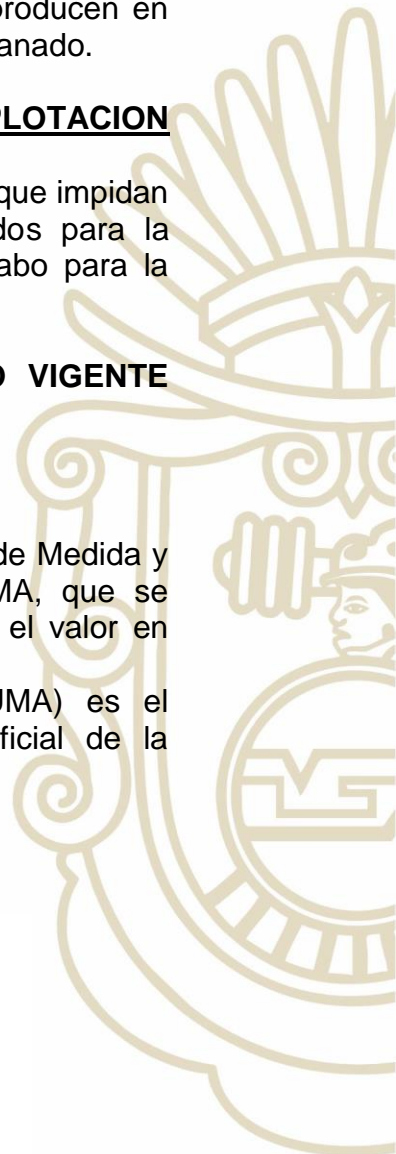 producen en
anado.
PLOTACION
que impidan
dos para la
abo para la
O VIGENTE
de Medida y
MA, que se
el valor en
UMA) es el
ficial de la